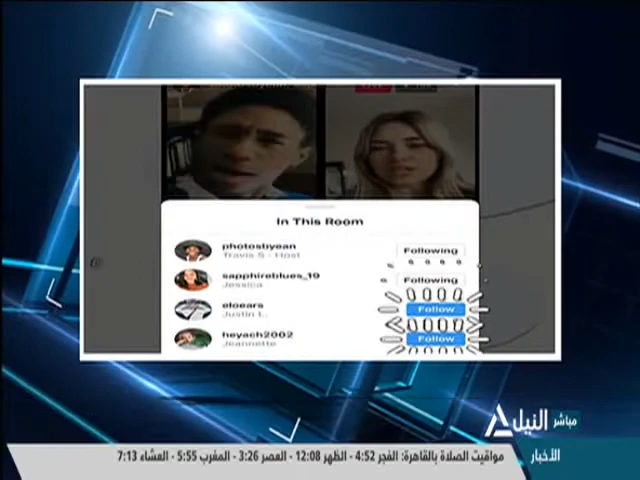 In This Room
photosbyean
Travis S - Host
Following
sapphireblues_19
Jessica
Following
eloears
Justin L.
Follow
heyach2002
Jeannette
Follow
النيل مباشر
الأخبار
مواقيت الصلاة بالقاهرة: الفجر 4:52 - الظهر 12:08 - العصر 3:26 - المغرب 5:55 - العشاء 7:13